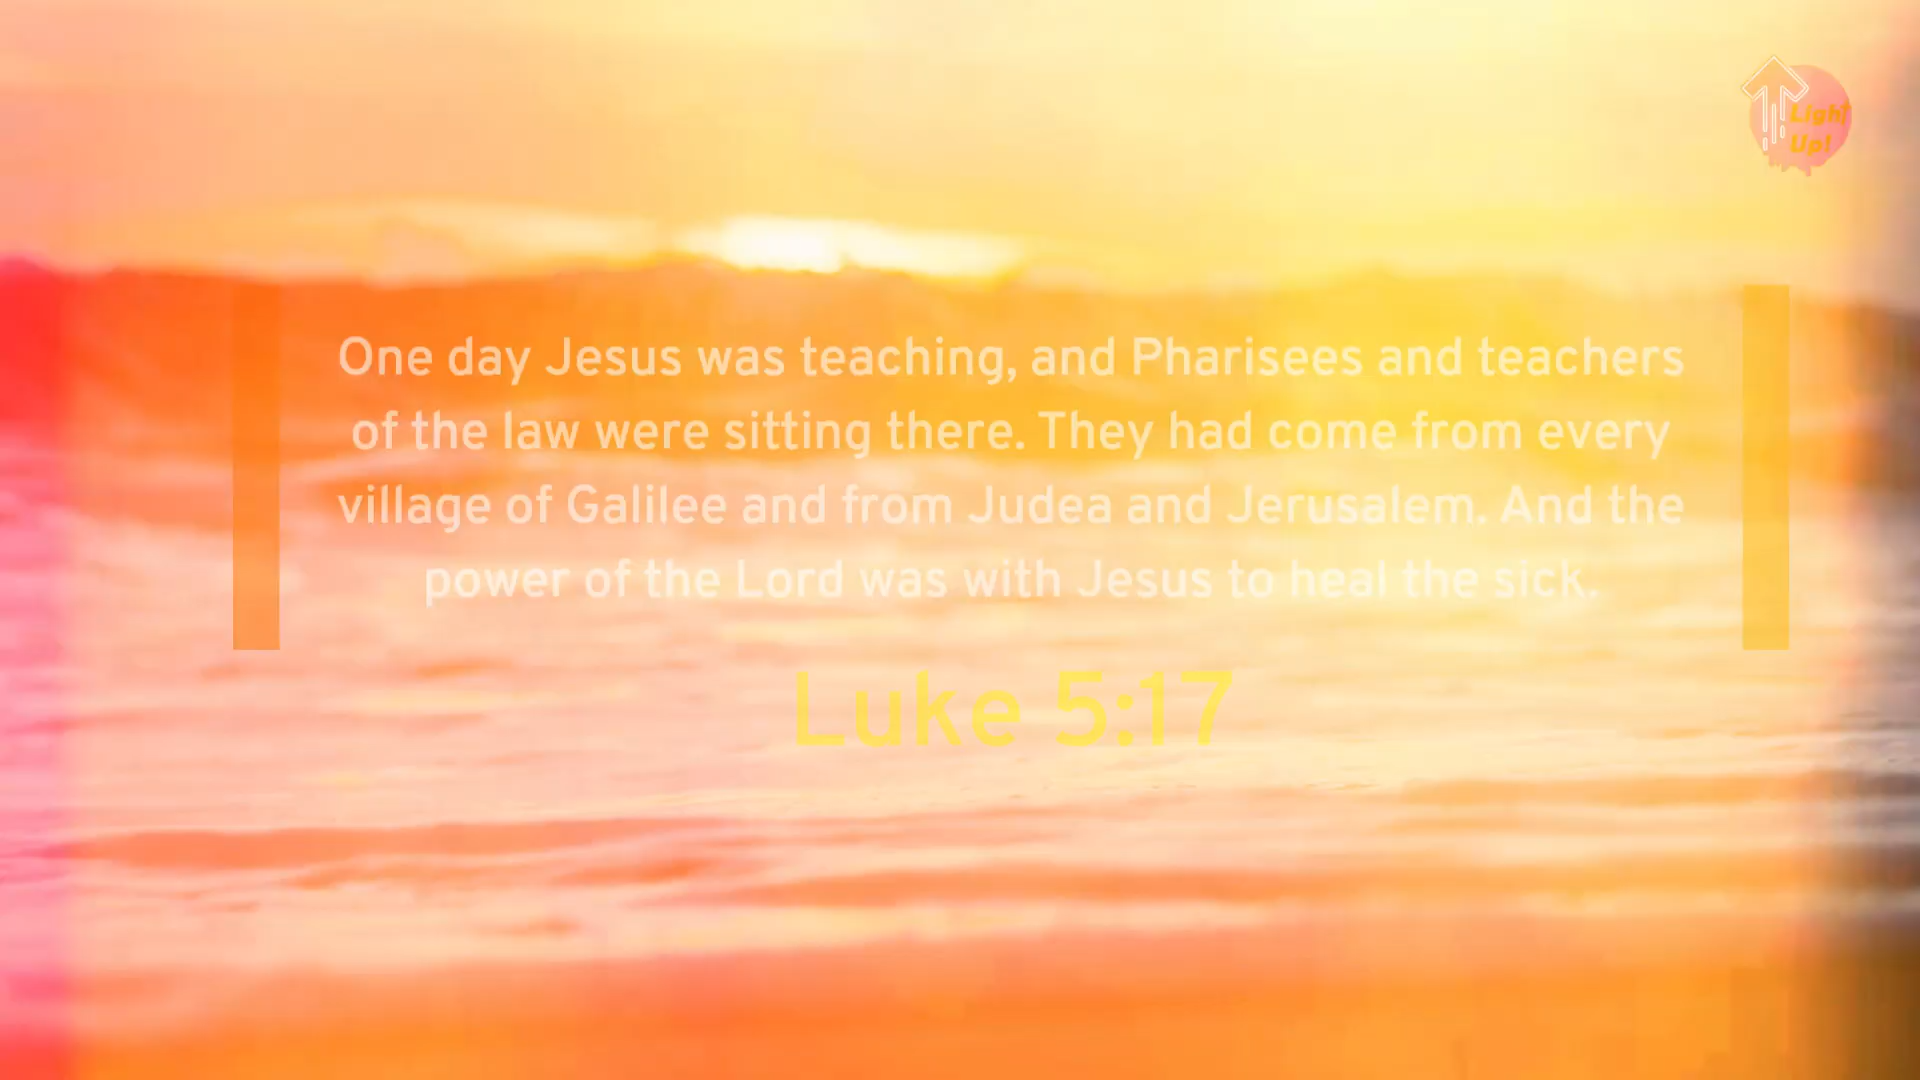 Light
Up!
One day Jesus was teaching, and Pharisees and teachers
of the law were sitting there. They had come from every
village of Galilee and from Judea and Jerusalem. And the
power of the Lord was with Jesus to heal the sick.
Luke 5:17